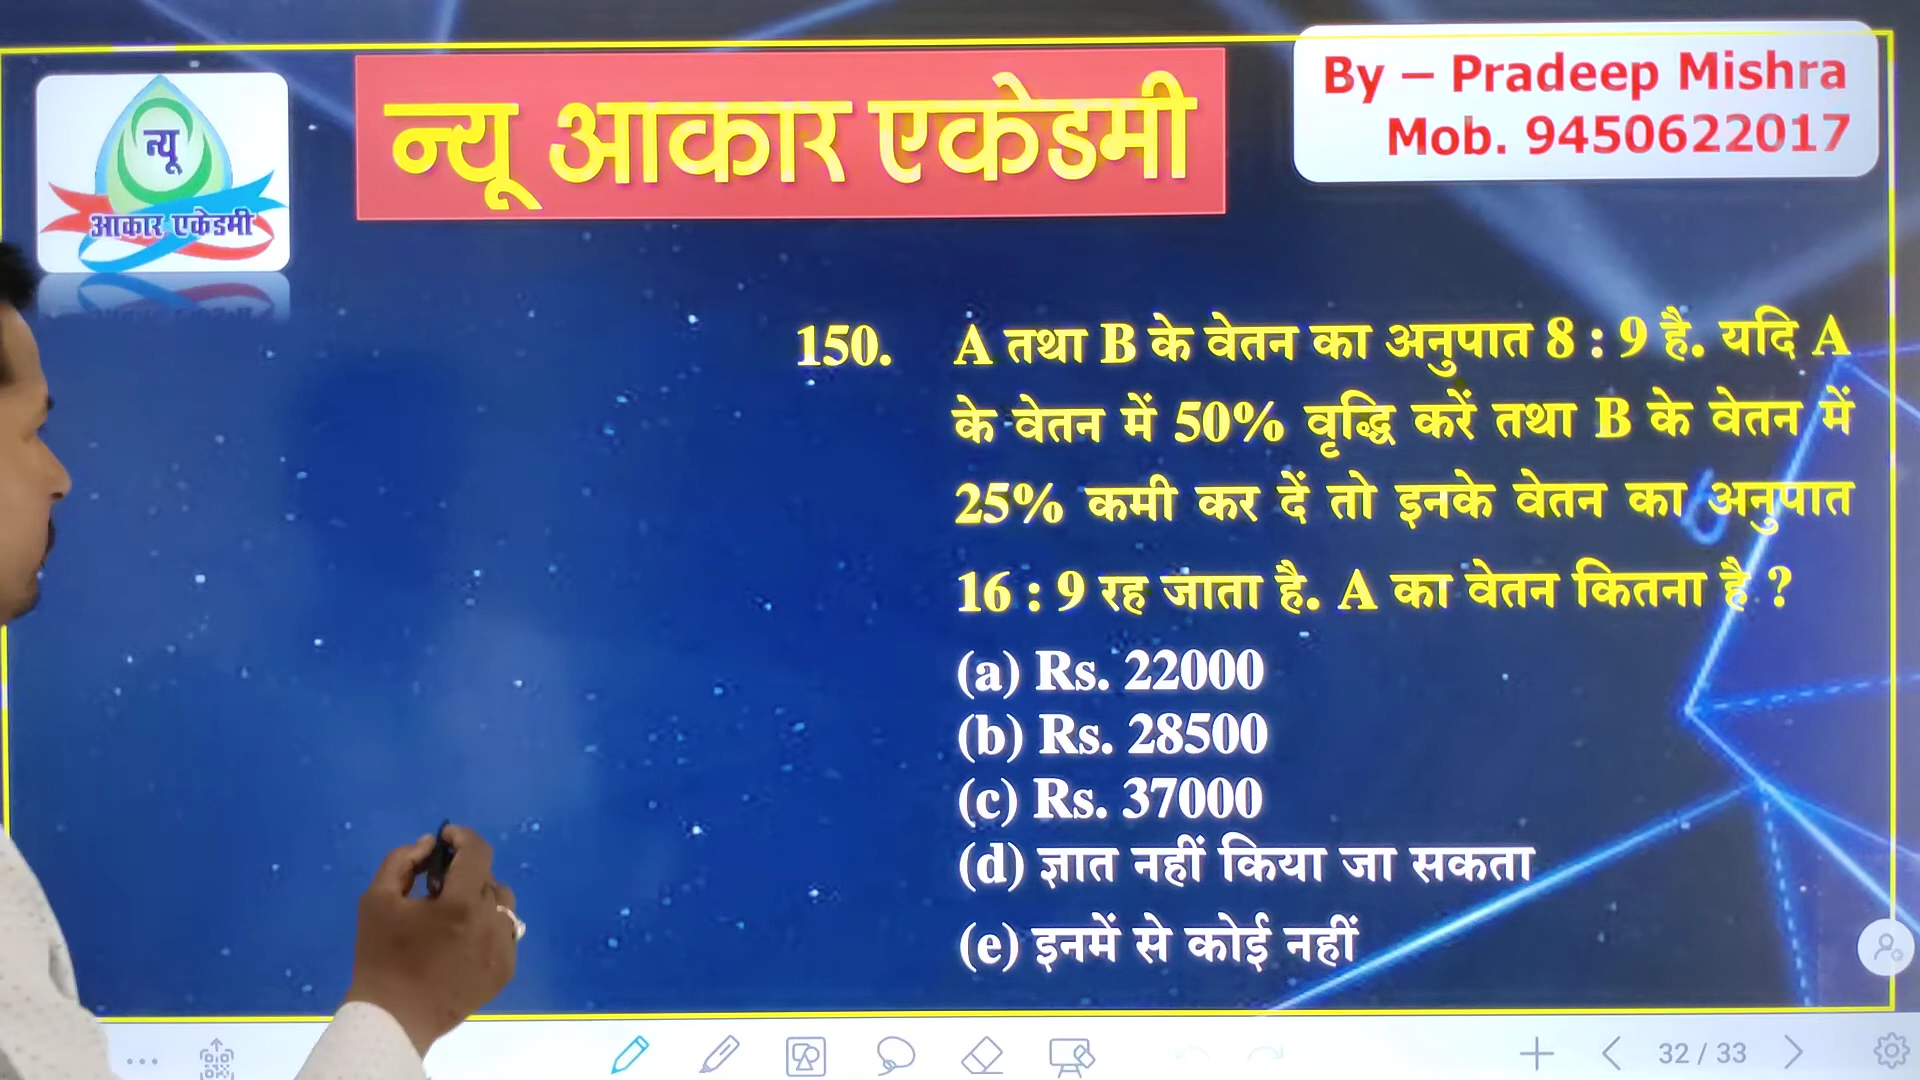 न्यू
आकार एकेडमी
न्यू आकार एकेडमी
By – Pradeep Mishra
Mob. 9450622017
150. A तथा B के वेतन का अनुपात 8 : 9 है. यदि A
के वेतन में 50% वृद्धि करें तथा B के वेतन में
25% कमी कर दें तो इनके वेतन का अनुपात
16 : 9 रह जाता है. A का वेतन कितना है ?
(a) Rs. 22000
(b) Rs. 28500
(c) Rs. 37000
(d) ज्ञात नहीं किया जा सकता
(e) इनमें से कोई नहीं
32 / 33